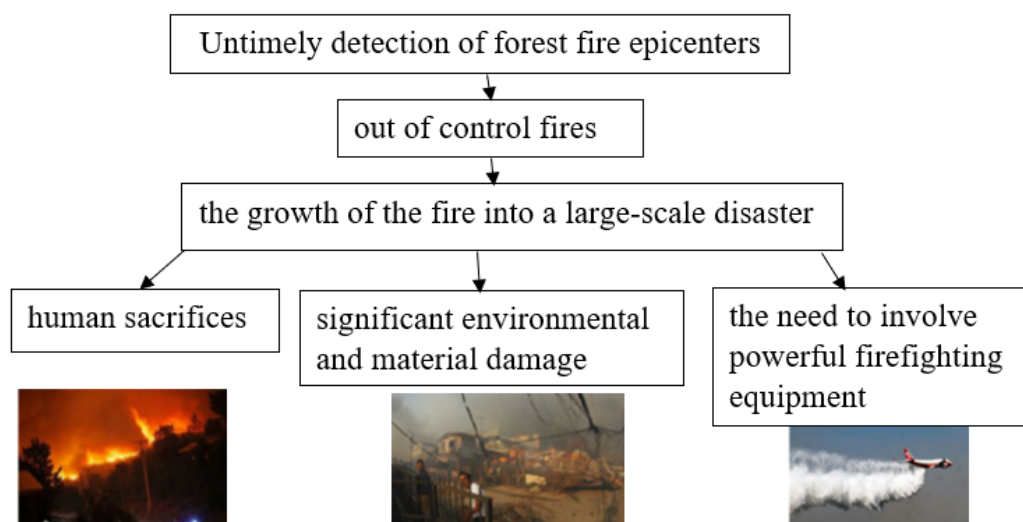 Untimely detection of forest fire epicenters
out of control fires
the growth of the fire into a large-scale disaster
human sacrifices
significant environmental
and material damage
the need to involve
powerful firefighting
equipment